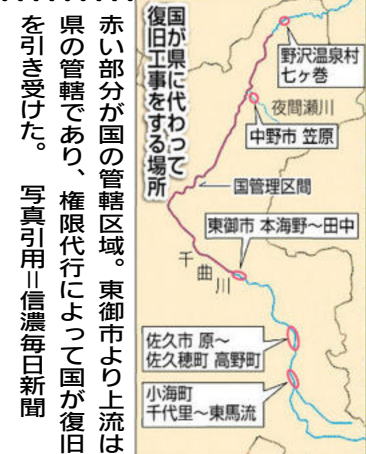 国が県に代わって
復旧工事をする場所
野沢温泉村
七ヶ巻
夜間瀬川
中野市 笠原
国管理区間
東御市 本海野〜田中
千曲川
佐久市 原〜
佐久穂町 高野町
小海町
千代里〜東馬流
赤い部分が国の管轄区域。東御市より上流は
県の管轄であり、権限代行によって国が復旧
を引き受けた。　写真引用＝信濃毎日新聞